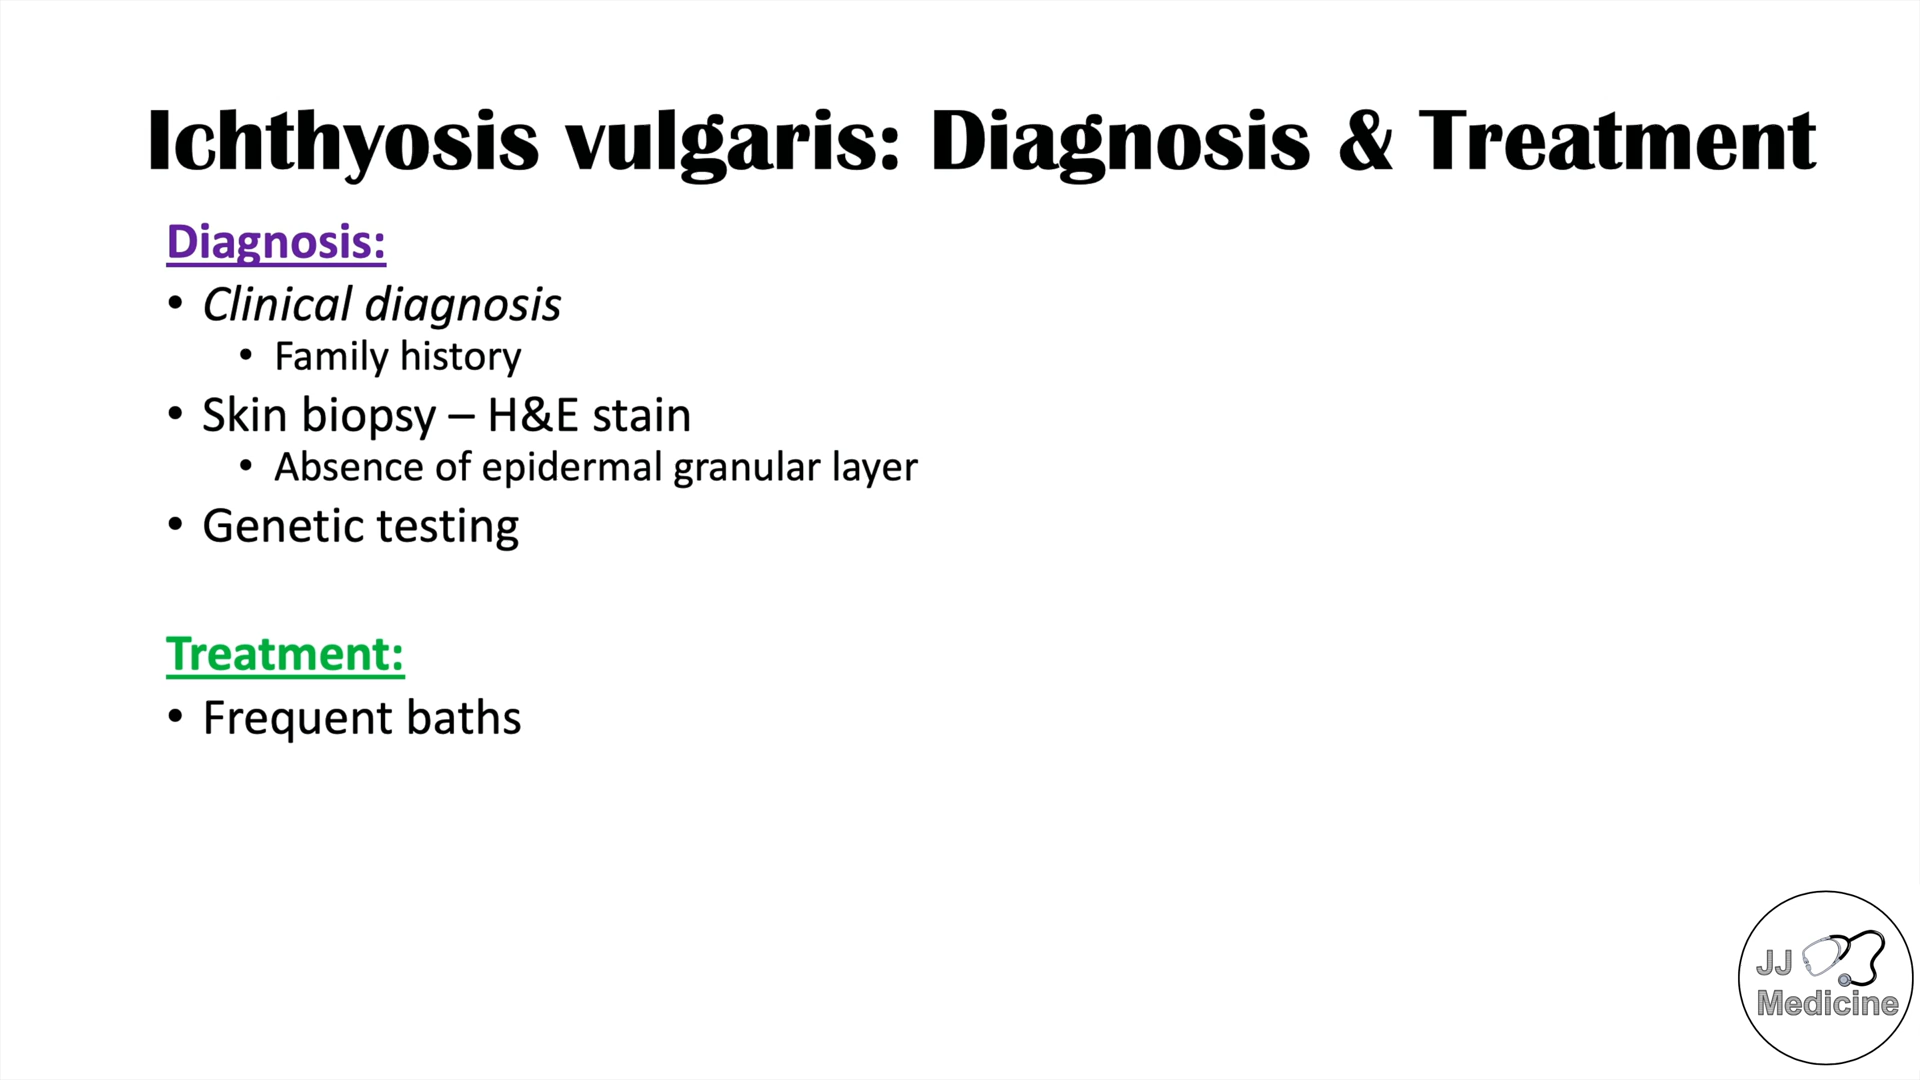 Ichthyosis vulgaris: Diagnosis & Treatment
Diagnosis:
• Clinical diagnosis
• Family history
• Skin biopsy – H&E stain
• Absence of epidermal granular layer
• Genetic testing
Treatment:
• Frequent baths
JJ
Medicine